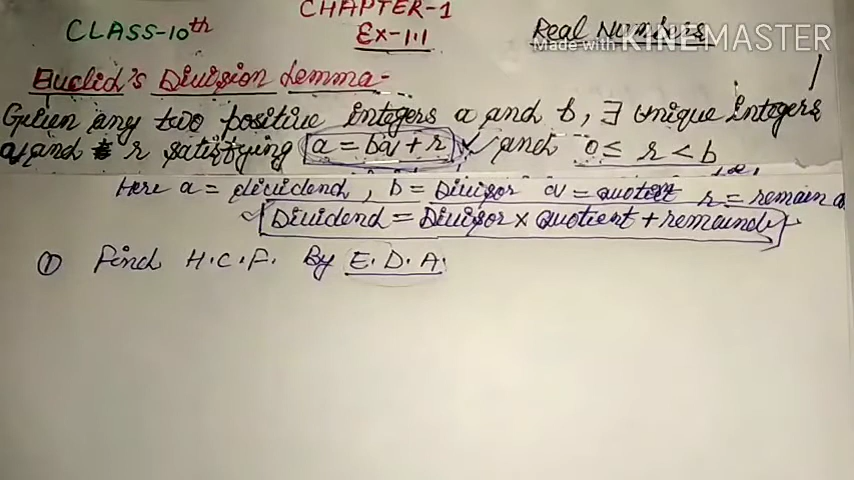 CHAPTER-1
CLASS-10th Ex-1.1 Real Numbers
Made with KINEMASTER
Euclid's Division Lemma-
Given any two positive integers a and b, ∃ unique integers
q and r satisfying a = bq + r and 0 ≤ r < b
Here a = dividend, b = Divisor q = quotient r = remain
Dividend = Divisor × quotient + remainder
① Find H.C.F. By E.D.A.